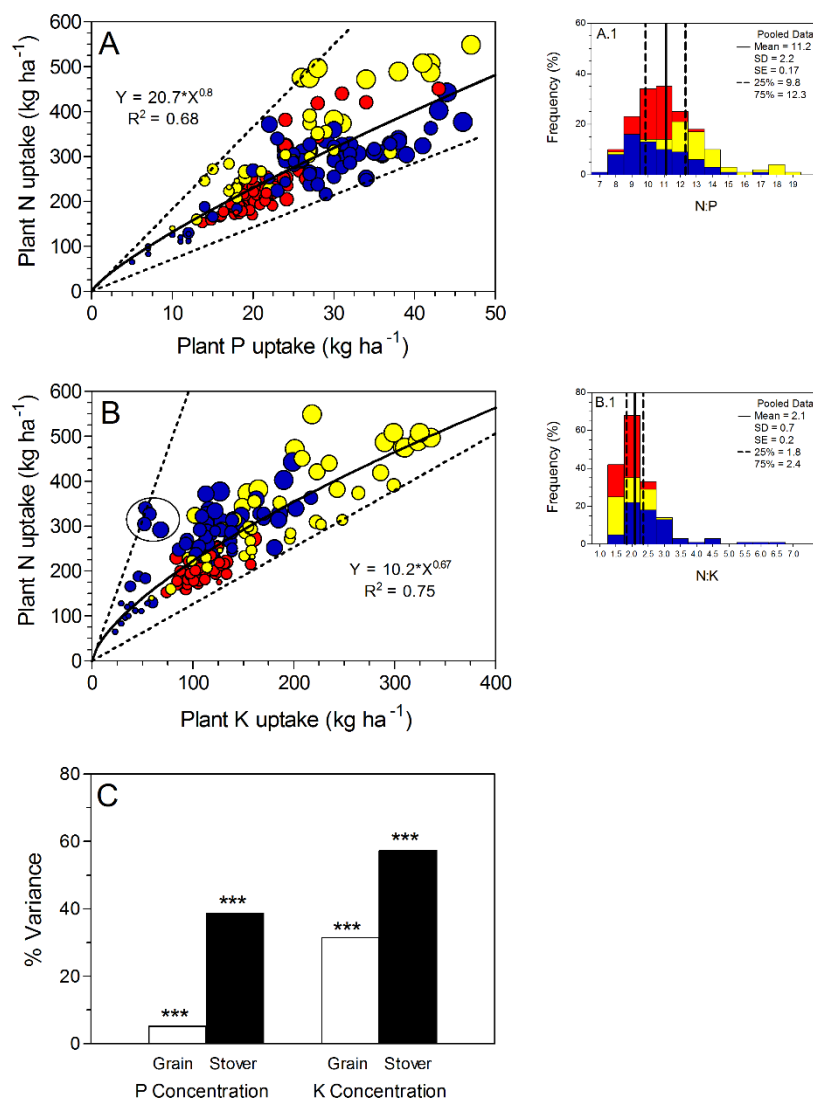 A
600
500
400
300
200
100
0
Plant N uptake (kg ha-1)
Y = 20.7*X0.8
R2 = 0.68
0 10 20 30 40 50
Plant P uptake (kg ha-1)
A.1
60
40
20
0
Frequency (%)
Pooled Data
Mean = 11.2
SD = 2.2
SE = 0.17
25% = 9.8
75% = 12.3
7 8 9 10 11 12 13 14 15 16 17 18 19
N:P
B
600
500
400
300
200
100
0
Plant N uptake (kg ha-1)
Y = 10.2*X0.67
R2 = 0.75
0 100 200 300 400
Plant K uptake (kg ha-1)
B.1
80
60
40
20
0
Frequency (%)
Pooled Data
Mean = 2.1
SD = 0.7
SE = 0.2
25% = 1.8
75% = 2.4
1.0 1.5 2.0 2.5 3.0 3.5 4.0 4.5 5.0 5.5 6.0 6.5 7.0
N:K
C
80
60
40
20
0
% Variance
*** *** *** ***
Grain Stover Grain Stover
P Concentration K Concentration